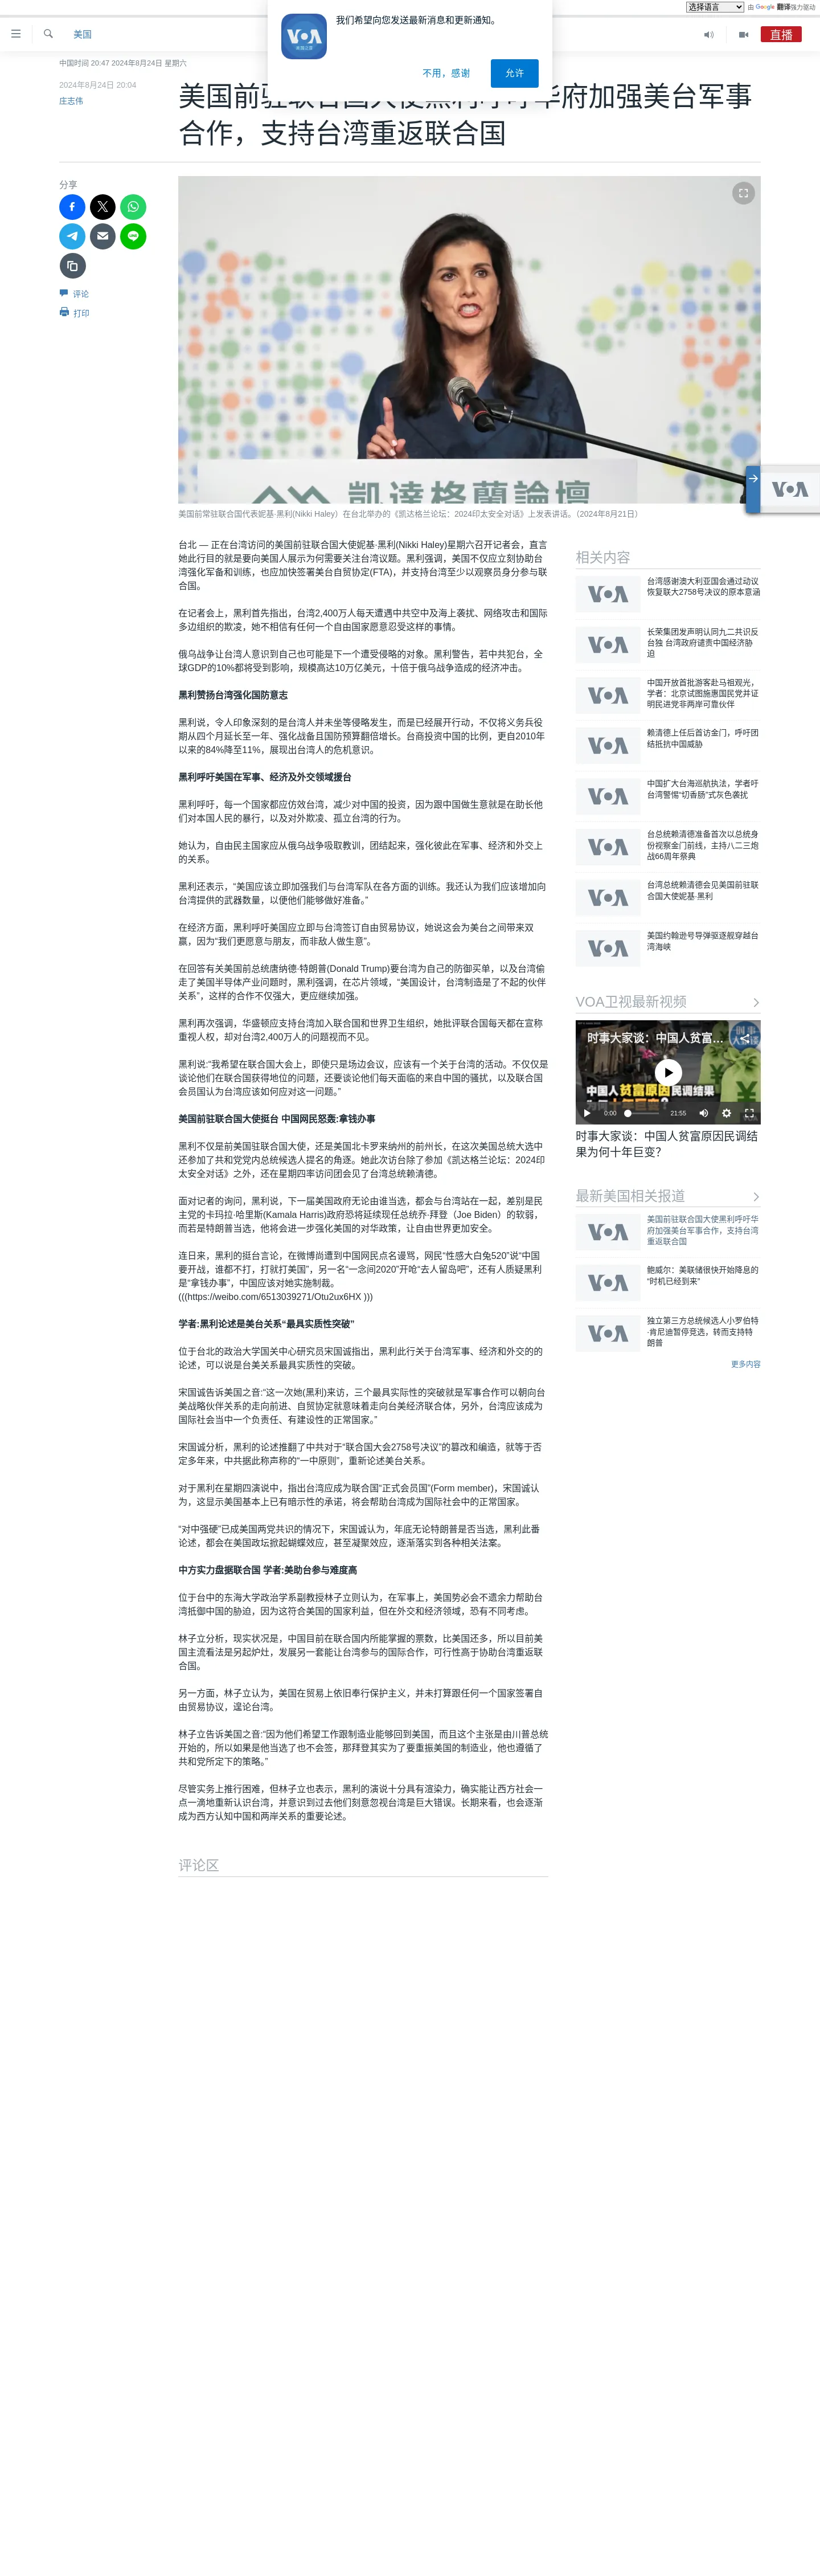 选择语言 由 Google 翻译强力驱动
我们希望向您发送最新消息和更新通知。
不用，感谢 允许
美国 直播
中国时间 20:47 2024年8月24日 星期六
2024年8月24日 20:04
庄志伟
美国前驻联合国大使黑利呼吁华府加强美台军事
合作，支持台湾重返联合国
分享
评论
打印
凱達格蘭論壇
美国前常驻联合国代表妮基·黑利(Nikki Haley）在台北举办的《凯达格兰论坛：2024印太安全对话》上发表讲话。（2024年8月21日）
VOA
台北 — 正在台湾访问的美国前驻联合国大使妮基·黑利(Nikki Haley)星期六召开记者会，直言
她此行目的就是要向美国人展示为何需要关注台湾议题。黑利强调，美国不仅应立刻协助台
湾强化军备和训练，也应加快签署美台自贸协定(FTA)，并支持台湾至少以观察员身分参与联
合国。
在记者会上，黑利首先指出，台湾2,400万人每天遭遇中共空中及海上袭扰、网络攻击和国际
多边组织的欺凌，她不相信有任何一个自由国家愿意忍受这样的事情。
俄乌战争让台湾人意识到自己也可能是下一个遭受侵略的对象。黑利警告，若中共犯台，全
球GDP的10%都将受到影响，规模高达10万亿美元，十倍于俄乌战争造成的经济冲击。
黑利赞扬台湾强化国防意志
黑利说，令人印象深刻的是台湾人并未坐等侵略发生，而是已经展开行动，不仅将义务兵役
期从四个月延长至一年、强化战备且国防预算翻倍增长。台商投资中国的比例，更自2010年
以来的84%降至11%，展现出台湾人的危机意识。
黑利呼吁美国在军事、经济及外交领域援台
黑利呼吁，每一个国家都应仿效台湾，减少对中国的投资，因为跟中国做生意就是在助长他
们对本国人民的暴行，以及对外欺凌、孤立台湾的行为。
她认为，自由民主国家应从俄乌战争吸取教训，团结起来，强化彼此在军事、经济和外交上
的关系。
黑利还表示，“美国应该立即加强我们与台湾军队在各方面的训练。我还认为我们应该增加向
台湾提供的武器数量，以便他们能够做好准备。”
在经济方面，黑利呼吁美国应立即与台湾签订自由贸易协议，她说这会为美台之间带来双
赢，因为“我们更愿意与朋友，而非敌人做生意”。
在回答有关美国前总统唐纳德·特朗普(Donald Trump)要台湾为自己的防御买单，以及台湾偷
走了美国半导体产业问题时，黑利强调，在芯片领域，“美国设计，台湾制造是了不起的伙伴
关系”，这样的合作不仅强大，更应继续加强。
黑利再次强调，华盛顿应支持台湾加入联合国和世界卫生组织，她批评联合国每天都在宣称
重视人权，却对台湾2,400万人的问题视而不见。
黑利说:“我希望在联合国大会上，即使只是场边会议，应该有一个关于台湾的活动。不仅仅是
谈论他们在联合国获得地位的问题，还要谈论他们每天面临的来自中国的骚扰，以及联合国
会员国认为台湾应该如何应对这一问题。”
美国前驻联合国大使挺台 中国网民怒轰:拿钱办事
黑利不仅是前美国驻联合国大使，还是美国北卡罗来纳州的前州长，在这次美国总统大选中
还参加了共和党党内总统候选人提名的角逐。她此次访台除了参加《凯达格兰论坛：2024印
太安全对话》之外，还在星期四率访问团会见了台湾总统赖清德。
面对记者的询问，黑利说，下一届美国政府无论由谁当选，都会与台湾站在一起，差别是民
主党的卡玛拉·哈里斯(Kamala Harris)政府恐将延续现任总统乔·拜登（Joe Biden）的软弱，
而若是特朗普当选，他将会进一步强化美国的对华政策，让自由世界更加安全。
连日来，黑利的挺台言论，在微博尚遭到中国网民点名谩骂，网民“性感大白兔520”说“中国
要开战，谁都不打，打就打美国”，另一名“一念间2020”开呛“去人留岛吧”，还有人质疑黑利
是“拿钱办事”，中国应该对她实施制裁。
(((https://weibo.com/6513039271/Otu2ux6HX )))
学者:黑利论述是美台关系“最具实质性突破”
位于台北的政治大学国关中心研究员宋国诚指出，黑利此行关于台湾军事、经济和外交的的
论述，可以说是台美关系最具实质性的突破。
宋国诚告诉美国之音:“这一次她(黑利)来访，三个最具实际性的突破就是军事合作可以朝向台
美战略伙伴关系的走向前进、自贸协定就意味着走向台美经济联合体，另外，台湾应该成为
国际社会当中一个负责任、有建设性的正常国家。”
宋国诚分析，黑利的论述推翻了中共对于“联合国大会2758号决议”的篡改和编造，就等于否
定多年来，中共据此称声称的“一中原则”，重新论述美台关系。
对于黑利在星期四演说中，指出台湾应成为联合国“正式会员国”(Form member)，宋国诚认
为，这显示美国基本上已有暗示性的承诺，将会帮助台湾成为国际社会中的正常国家。
“对中强硬”已成美国两党共识的情况下，宋国诚认为，年底无论特朗普是否当选，黑利此番
论述，都会在美国政坛掀起蝴蝶效应，甚至凝聚效应，逐渐落实到各种相关法案。
中方实力盘据联合国 学者:美助台参与难度高
位于台中的东海大学政治学系副教授林子立则认为，在军事上，美国势必会不遗余力帮助台
湾抵御中国的胁迫，因为这符合美国的国家利益，但在外交和经济领域，恐有不同考虑。
林子立分析，现实状况是，中国目前在联合国内所能掌握的票数，比美国还多，所以目前美
国主流看法是另起炉灶，发展另一套能让台湾参与的国际合作，可行性高于协助台湾重返联
合国。
另一方面，林子立认为，美国在贸易上依旧奉行保护主义，并未打算跟任何一个国家签署自
由贸易协议，遑论台湾。
林子立告诉美国之音:“因为他们希望工作跟制造业能够回到美国，而且这个主张是由川普总统
开始的，所以如果是他当选了也不会签，那拜登其实为了要重振美国的制造业，他也遵循了
共和党所定下的策略。”
尽管实务上推行困难，但林子立也表示，黑利的演说十分具有渲染力，确实能让西方社会一
点一滴地重新认识台湾，并意识到过去他们刻意忽视台湾是巨大错误。长期来看，也会逐渐
成为西方认知中国和两岸关系的重要论述。
评论区
相关内容
台湾感谢澳大利亚国会通过动议
恢复联大2758号决议的原本意涵
长荣集团发声明认同九二共识反
台独 台湾政府谴责中国经济胁
迫
中国开放首批游客赴马祖观光，
学者：北京试图施惠国民党并证
明民进党非两岸可靠伙伴
赖清德上任后首访金门，呼吁团
结抵抗中国威胁
中国扩大台海巡航执法，学者吁
台湾警惕“切香肠”式灰色袭扰
台总统赖清德准备首次以总统身
份视察金门前线，主持八二三炮
战66周年祭典
台湾总统赖清德会见美国前驻联
合国大使妮基·黑利
美国约翰逊号导弹驱逐舰穿越台
湾海峡
VOA卫视最新视频
时事大家谈：中国人贫富…
中国人贫富原因民调结果
0:00 21:55
时事大家谈：中国人贫富原因民调结
果为何十年巨变？
最新美国相关报道
美国前驻联合国大使黑利呼吁华
府加强美台军事合作，支持台湾
重返联合国
鲍威尔：美联储很快开始降息的
“时机已经到来”
独立第三方总统候选人小罗伯特
·肯尼迪暂停竞选，转而支持特
朗普
更多内容